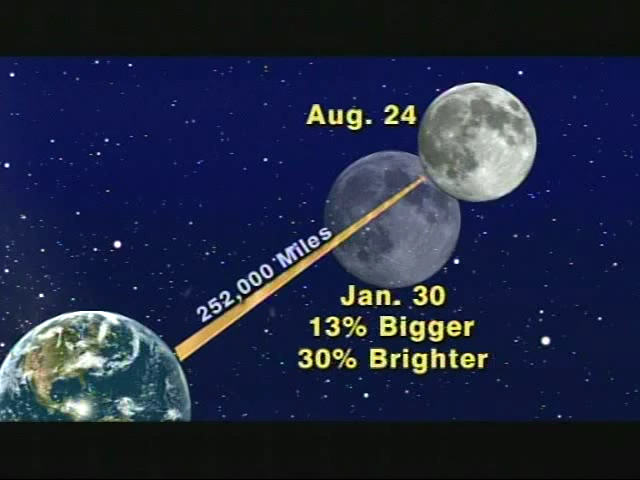 Aug. 24
252,000 Miles
Jan. 30
13% Bigger
30% Brighter